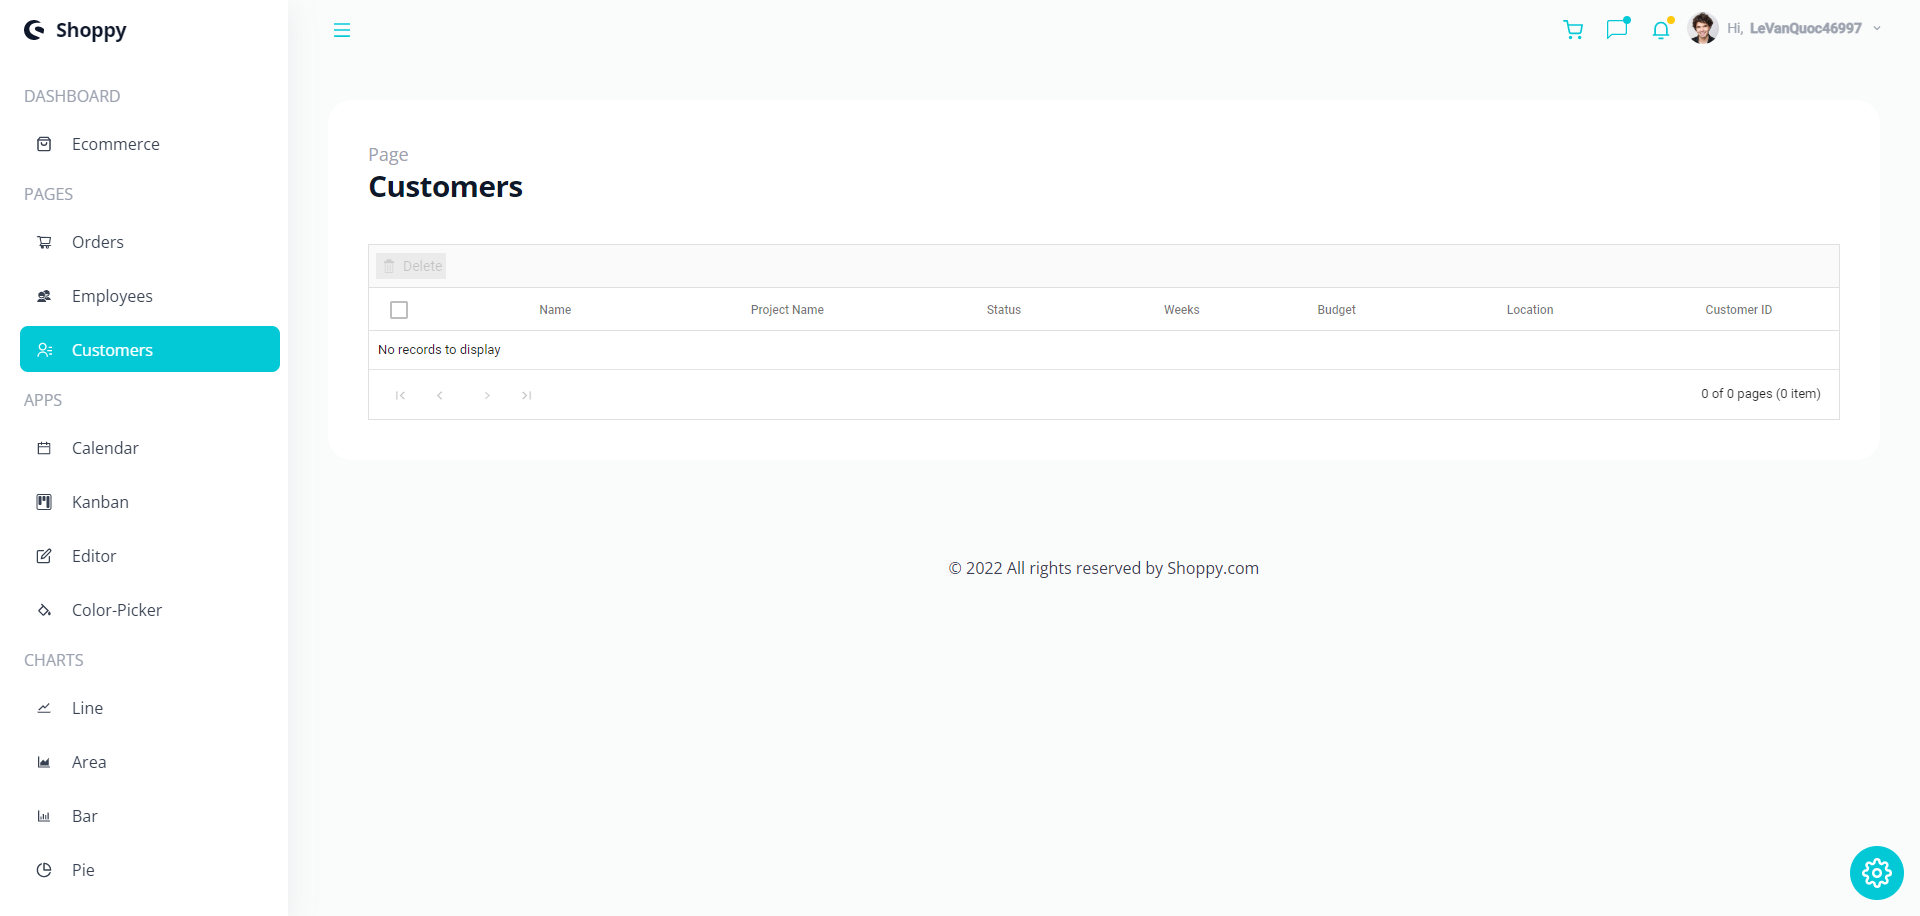 Shoppy
Hi, LeVanQuoc46997
DASHBOARD
Ecommerce
PAGES
Orders
Employees
Customers
APPS
Calendar
Kanban
Editor
Color-Picker
CHARTS
Line
Area
Bar
Pie
Page
Customers
Delete
Name Project Name Status Weeks Budget Location Customer ID
No records to display
0 of 0 pages (0 item)
© 2022 All rights reserved by Shoppy.com